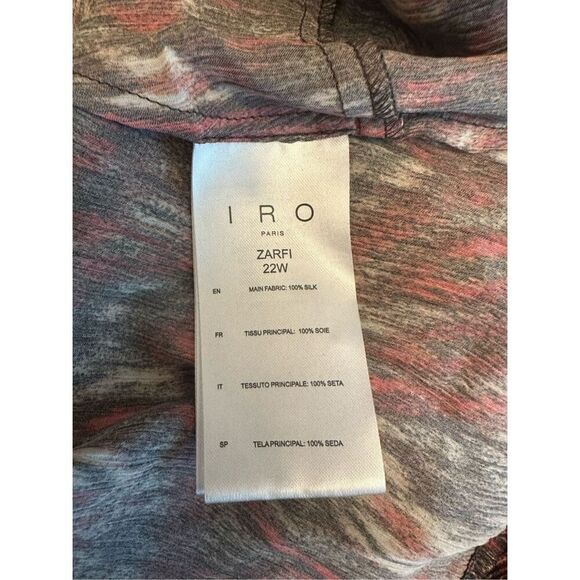 IRO
PARIS
ZARFI
22W
EN MAIN FABRIC: 100% SILK
FR TISSU PRINCIPAL: 100% SOIE
IT TESSUTO PRINCIPALE: 100% SETA
SP TELA PRINCIPAL: 100% SEDA